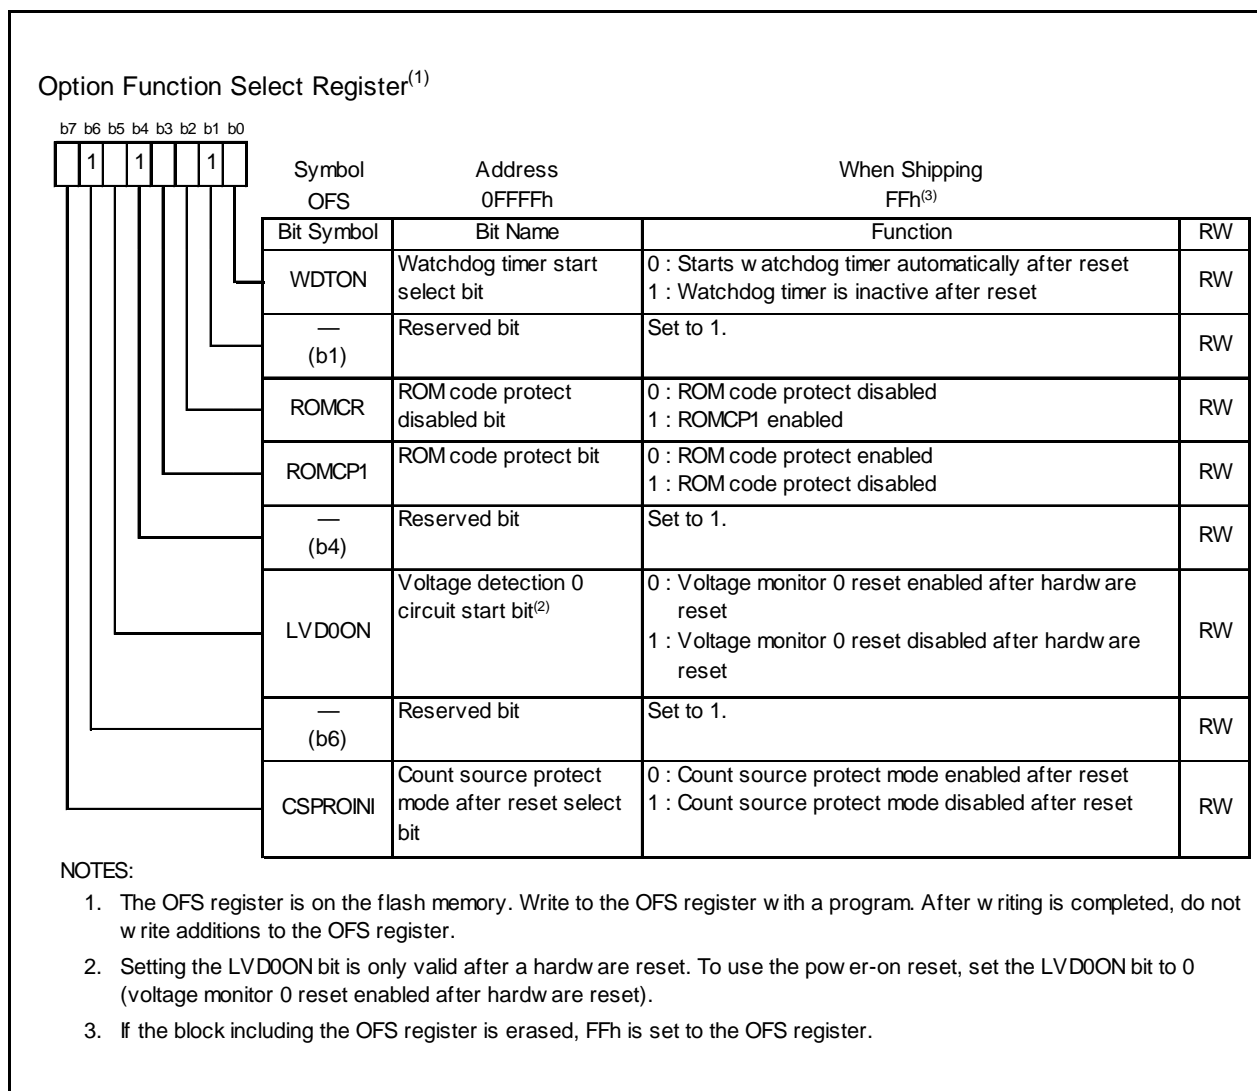 Option Function Select Register(1)
b7 b6 b5 b4 b3 b2 b1 b0
1 1 1
Symbol Address When Shipping
OFS 0FFFFh FFh(3)
Bit Symbol Bit Name Function RW
WDTON Watchdog timer start select bit 0 : Starts watchdog timer automatically after reset RW
1 : Watchdog timer is inactive after reset
— (b1) Reserved bit Set to 1. RW
ROMCR ROM code protect disabled bit 0 : ROM code protect disabled RW
1 : ROMCP1 enabled
ROMCP1 ROM code protect bit 0 : ROM code protect enabled RW
1 : ROM code protect disabled
— (b4) Reserved bit Set to 1. RW
LVD0ON Voltage detection 0 circuit start bit(2) 0 : Voltage monitor 0 reset enabled after hardware reset RW
1 : Voltage monitor 0 reset disabled after hardware reset
— (b6) Reserved bit Set to 1. RW
CSPROINI Count source protect mode after reset select bit 0 : Count source protect mode enabled after reset RW
1 : Count source protect mode disabled after reset
NOTES:
1. The OFS register is on the flash memory. Write to the OFS register with a program. After writing is completed, do not
write additions to the OFS register.
2. Setting the LVD0ON bit is only valid after a hardware reset. To use the power-on reset, set the LVD0ON bit to 0
(voltage monitor 0 reset enabled after hardware reset).
3. If the block including the OFS register is erased, FFh is set to the OFS register.